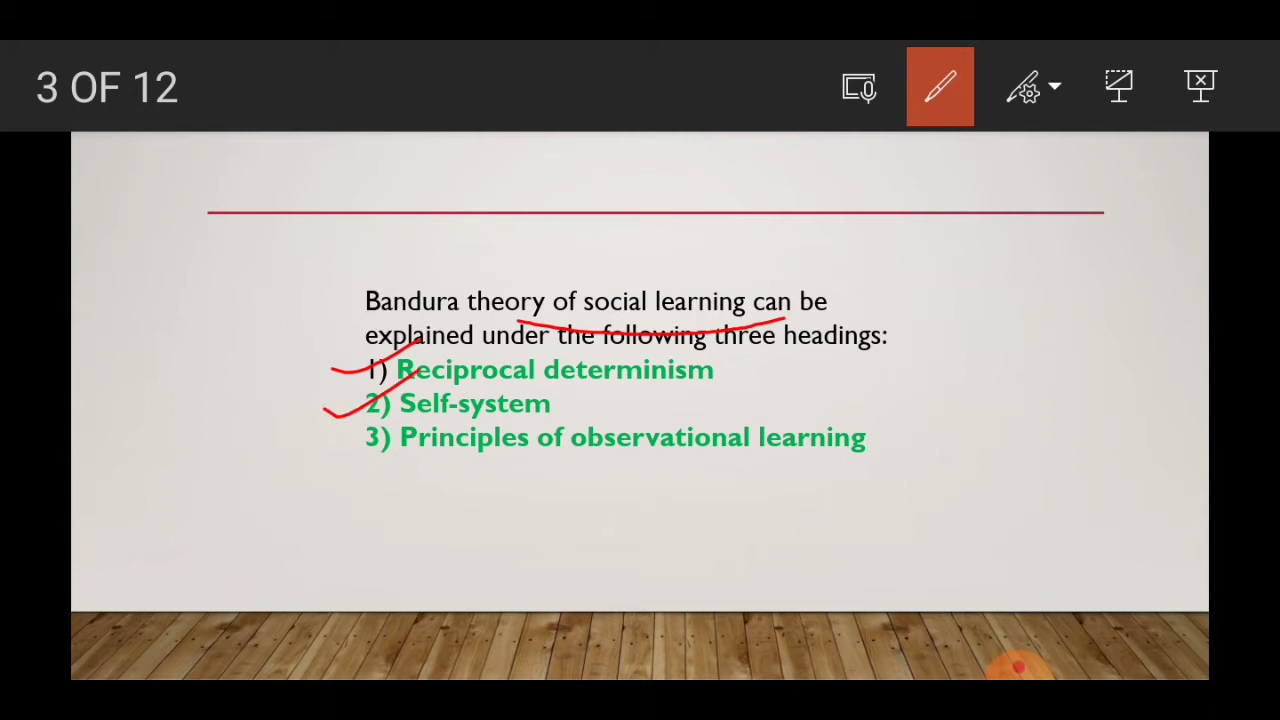 3 OF 12
Bandura theory of social learning can be
explained under the following three headings:
1) Reciprocal determinism
2) Self-system
3) Principles of observational learning